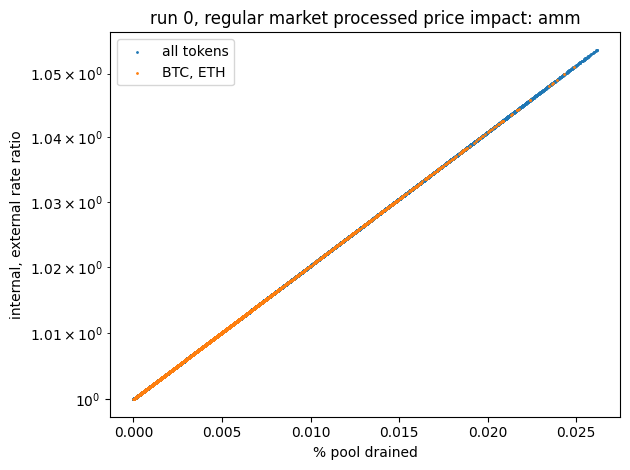 run 0, regular market processed price impact: amm
all tokens
BTC, ETH
internal, external rate ratio
1.05 × 10⁰
1.04 × 10⁰
1.03 × 10⁰
1.02 × 10⁰
1.01 × 10⁰
10⁰
0.000 0.005 0.010 0.015 0.020 0.025
% pool drained